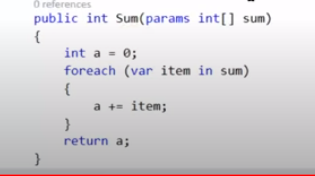 0 references
public int Sum(params int[] sum)
{
int a = 0;
foreach (var item in sum)
{
a += item;
}
return a;
}